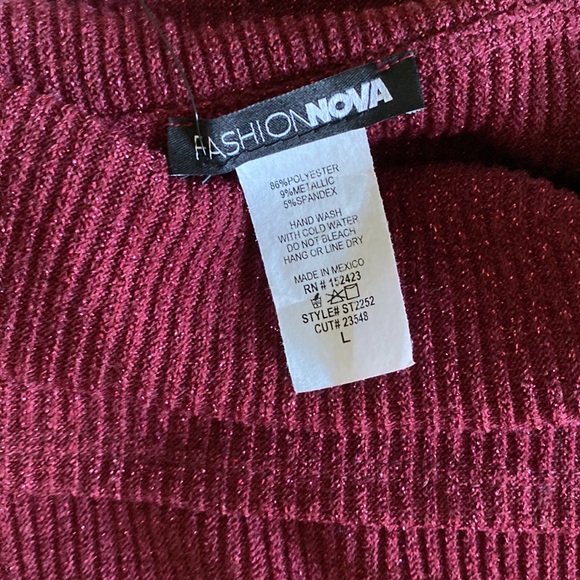 FASHIONNOVA
86%POLYESTER
9%METALLIC
5%SPANDEX
HAND WASH
WITH COLD WATER
DO NOT BLEACH
HANG OR LINE DRY
MADE IN MEXICO
RN# 152423
STYLE# ST2252
CUT# 23548
L